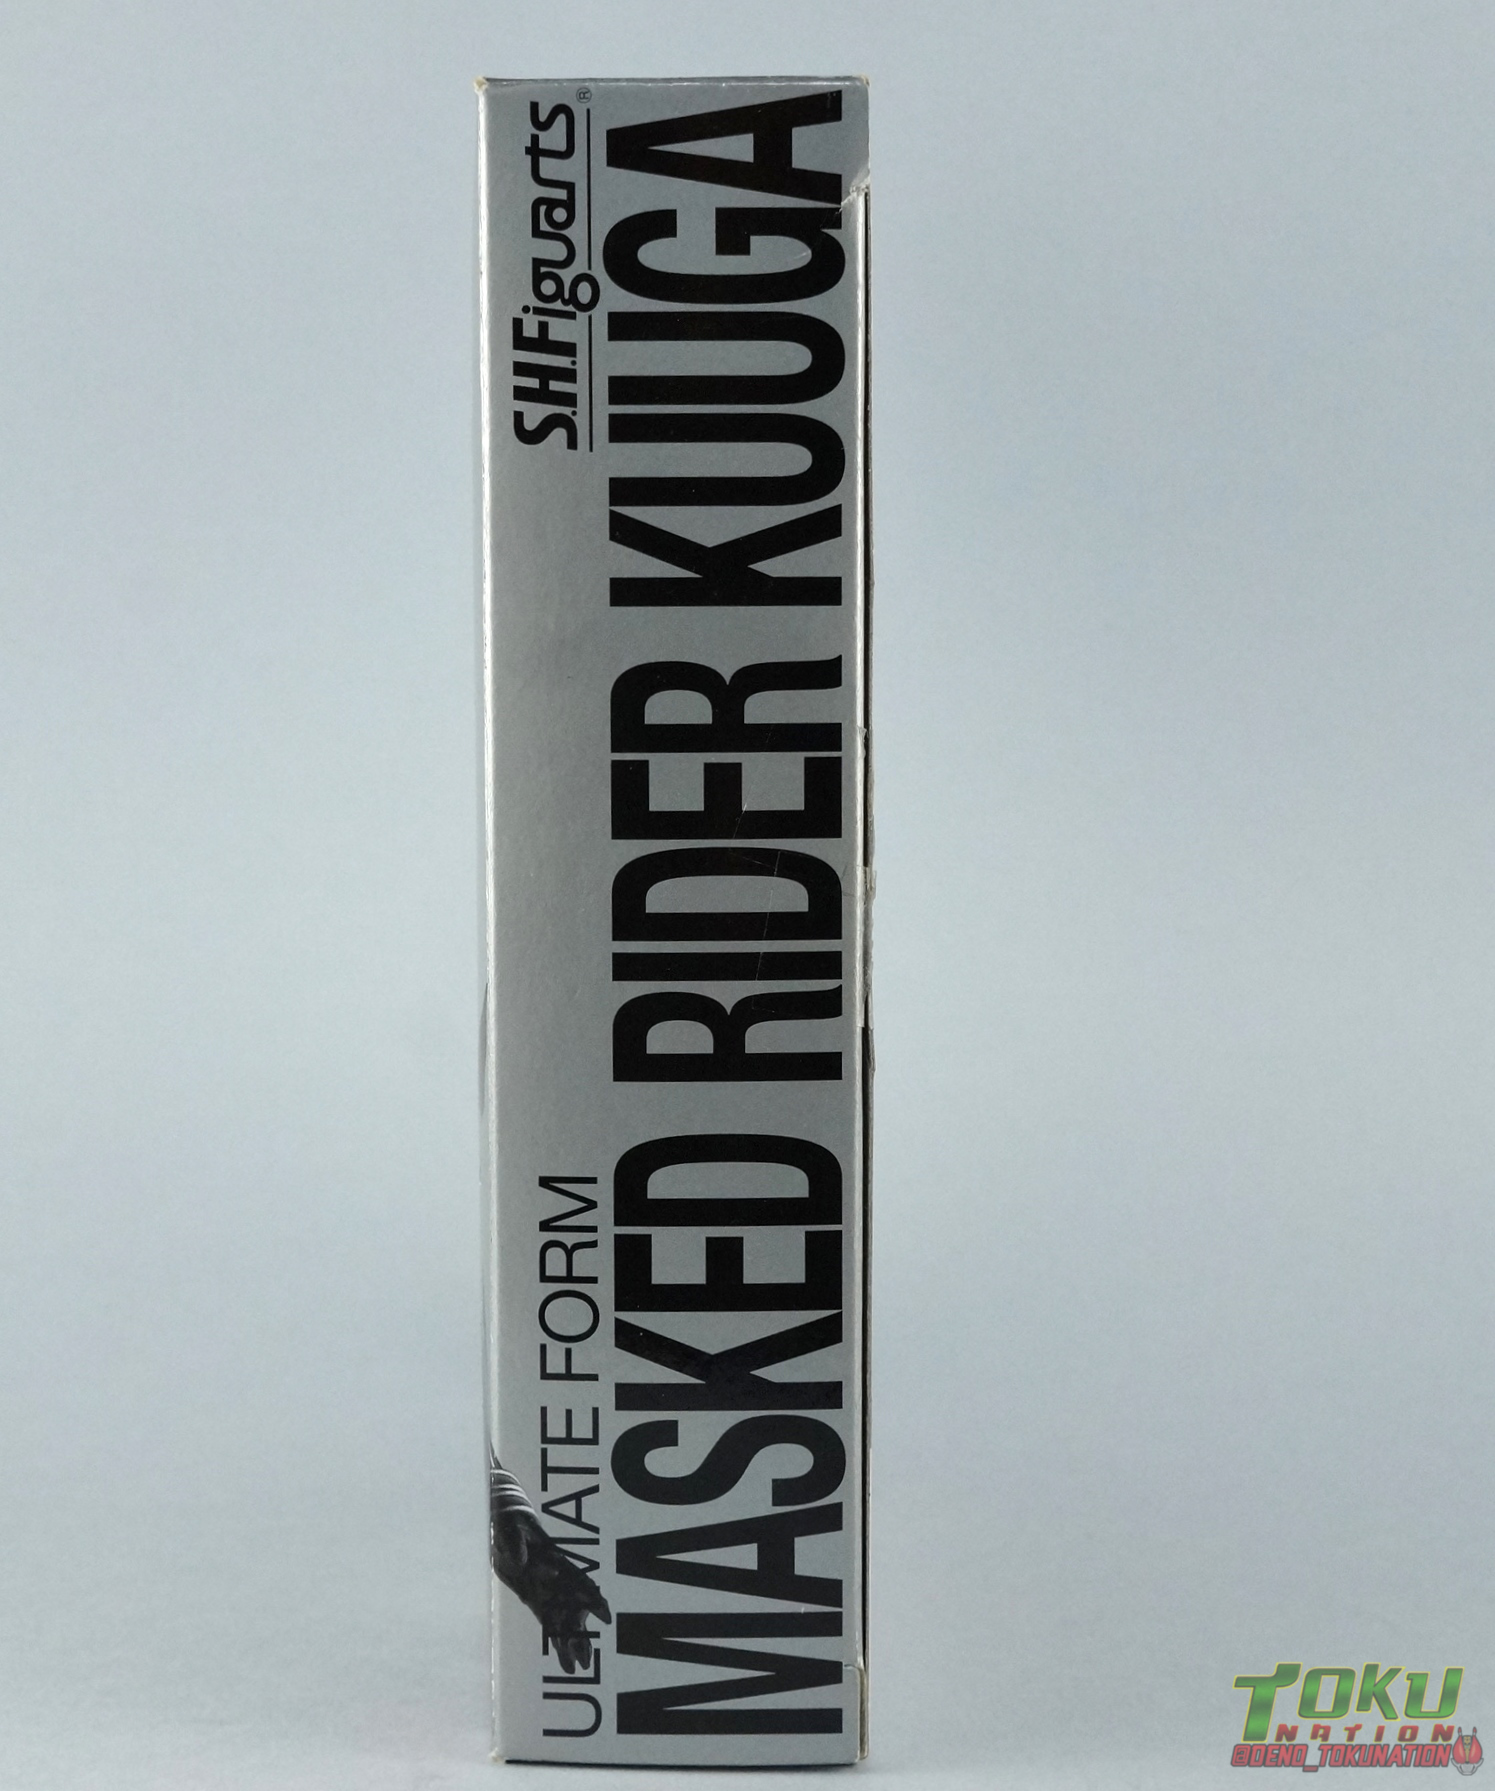 S.H.Figuarts®
ULTIMATE FORM
MASKED RIDER KUUGA
TOKU
NATION
@DENO_TOKUNATION